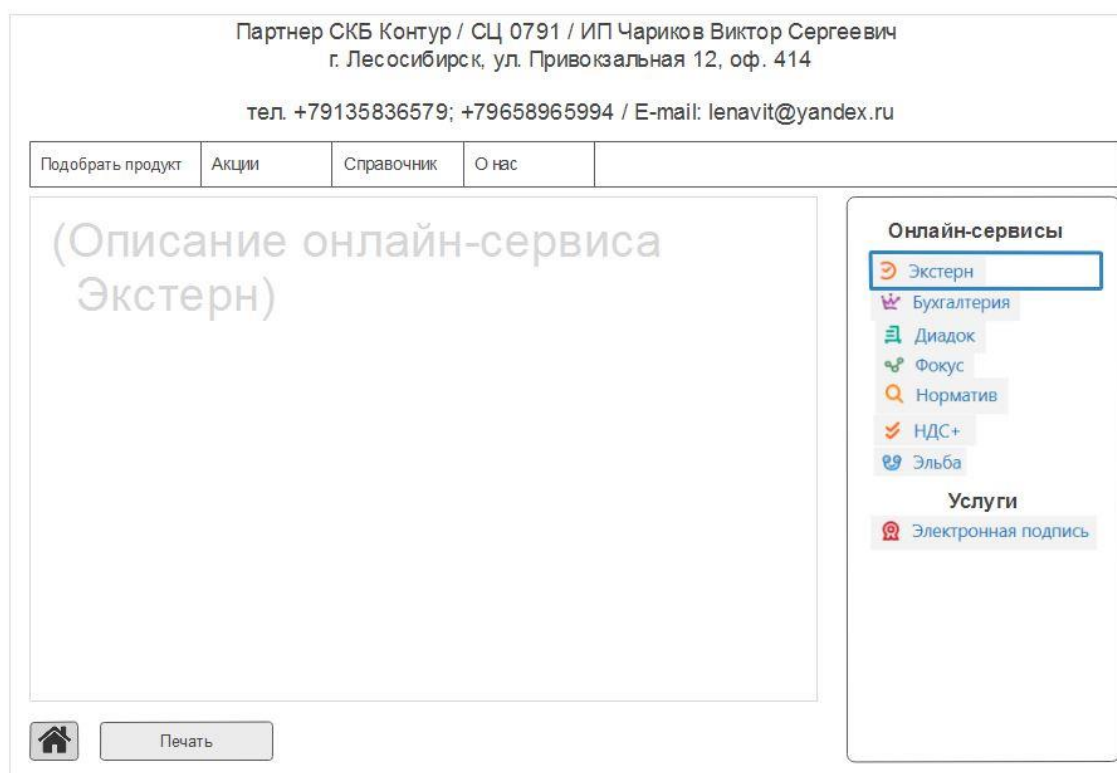 Партнер СКБ Контур / СЦ 0791 / ИП Чариков Виктор Сергеевич
г. Лесосибирск, ул. Привокзальная 12, оф. 414
тел. +79135836579; +79658965994 / E-mail: lenavit@yandex.ru
Подобрать продукт Акции Справочник О нас
(Описание онлайн-сервиса
Экстерн)
Онлайн-сервисы
Экстерн
Бухгалтерия
Диадок
Фокус
Норматив
НДС+
Эльба
Услуги
Электронная подпись
Печать